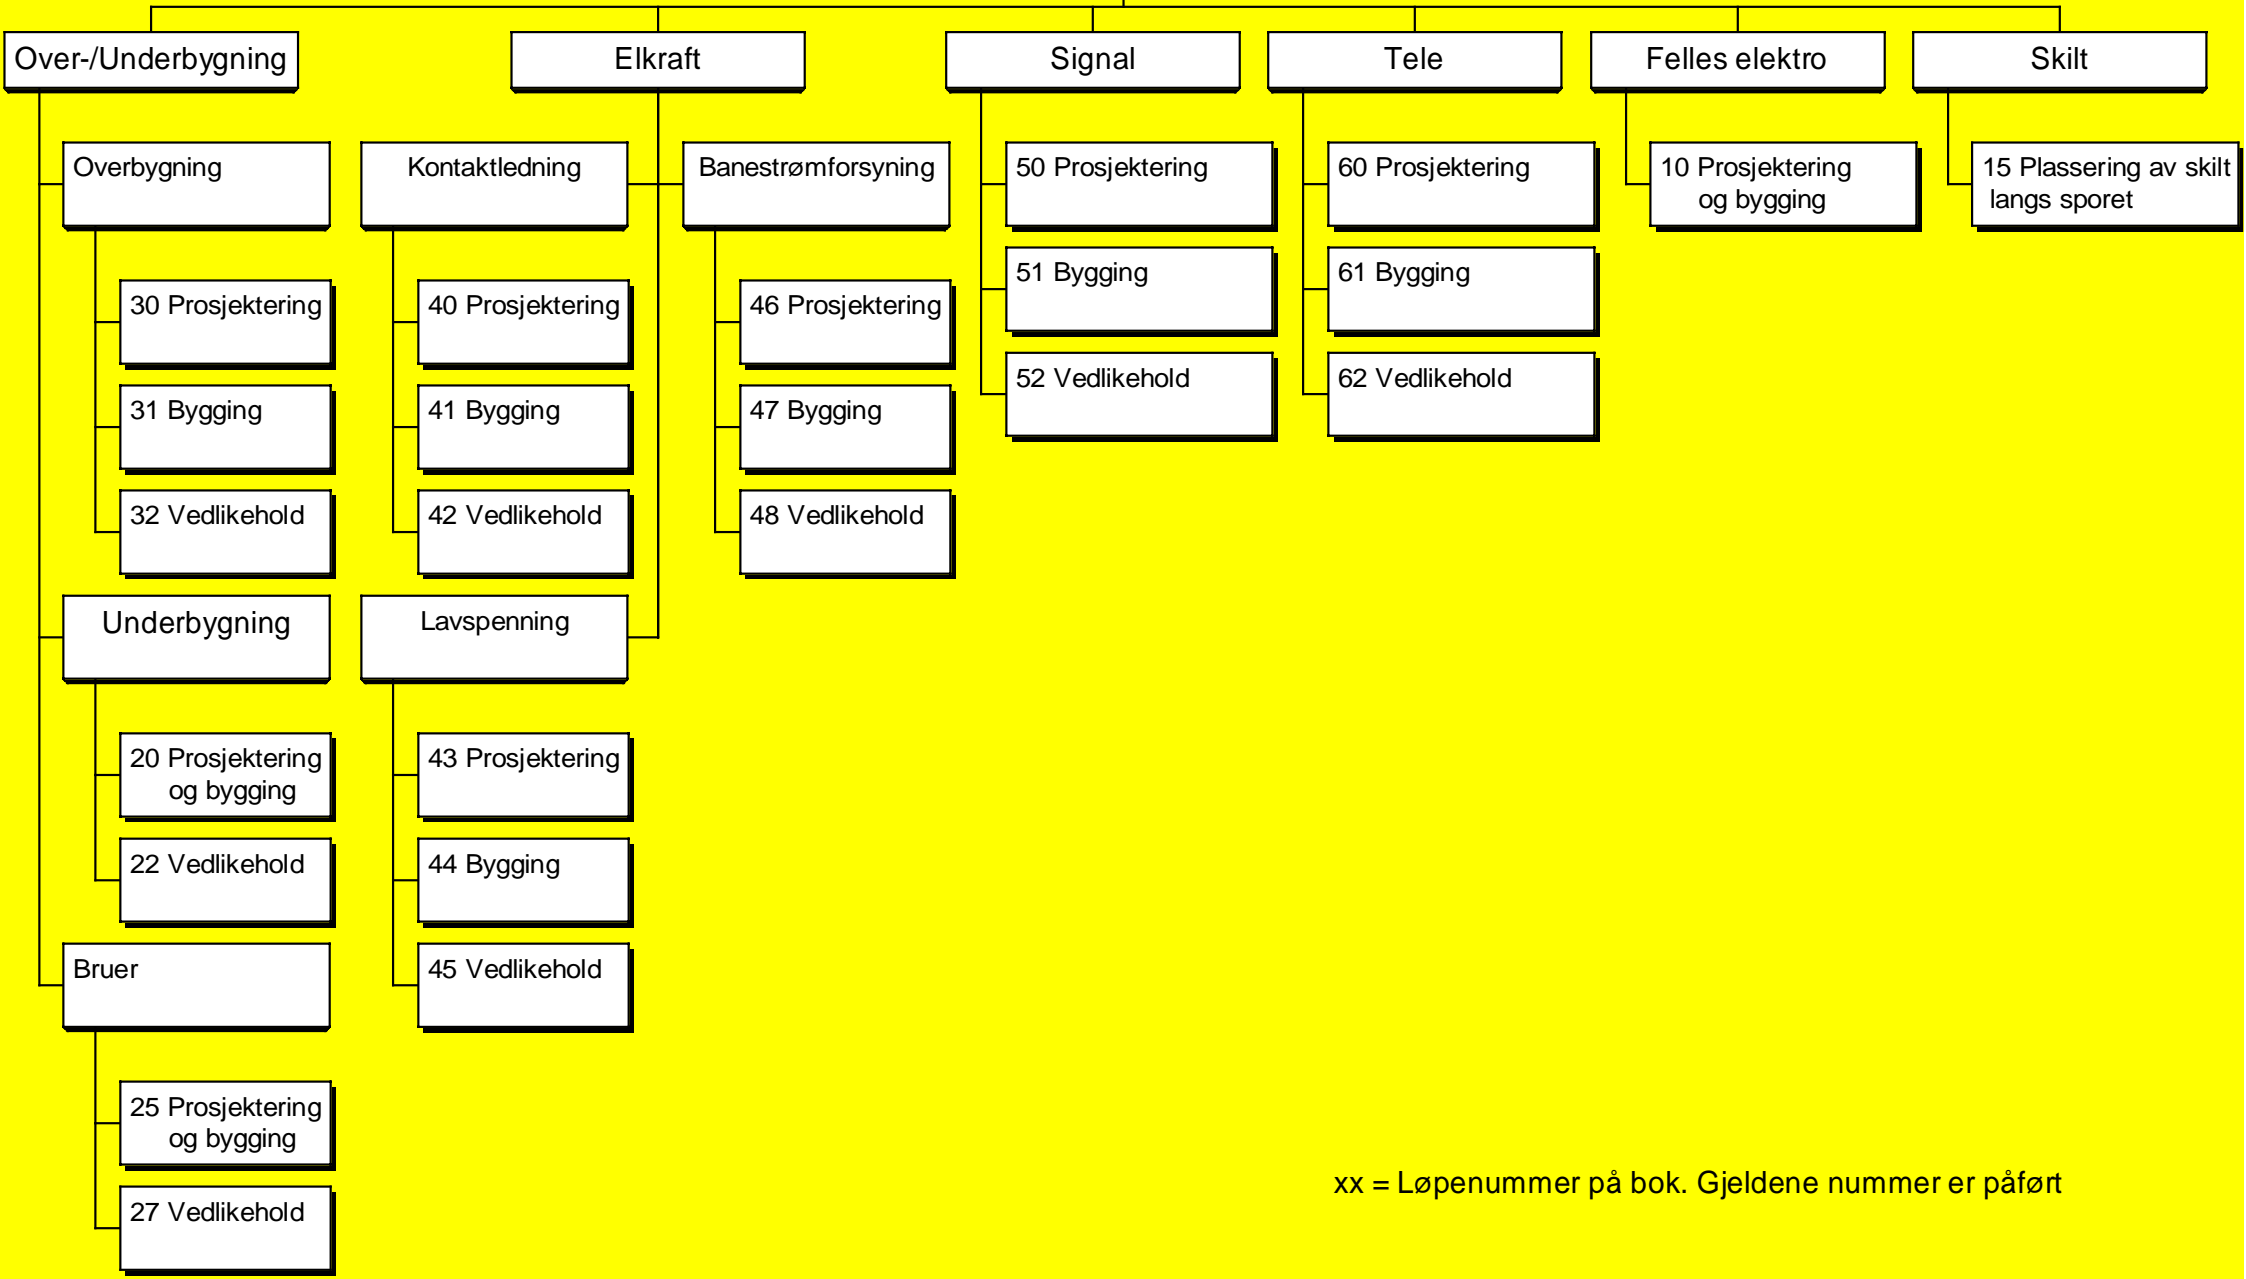 Over-/Underbygning
Elkraft
Signal
Tele
Felles elektro
Skilt
Overbygning
30 Prosjektering
31 Bygging
32 Vedlikehold
Underbygning
20 Prosjektering
og bygging
22 Vedlikehold
Bruer
25 Prosjektering
og bygging
27 Vedlikehold
Kontaktledning
40 Prosjektering
41 Bygging
42 Vedlikehold
Lavspenning
43 Prosjektering
44 Bygging
45 Vedlikehold
Banestrømforsyning
46 Prosjektering
47 Bygging
48 Vedlikehold
50 Prosjektering
51 Bygging
52 Vedlikehold
60 Prosjektering
61 Bygging
62 Vedlikehold
10 Prosjektering
og bygging
15 Plassering av skilt
langs sporet
xx = Løpenummer på bok. Gjeldene nummer er påført